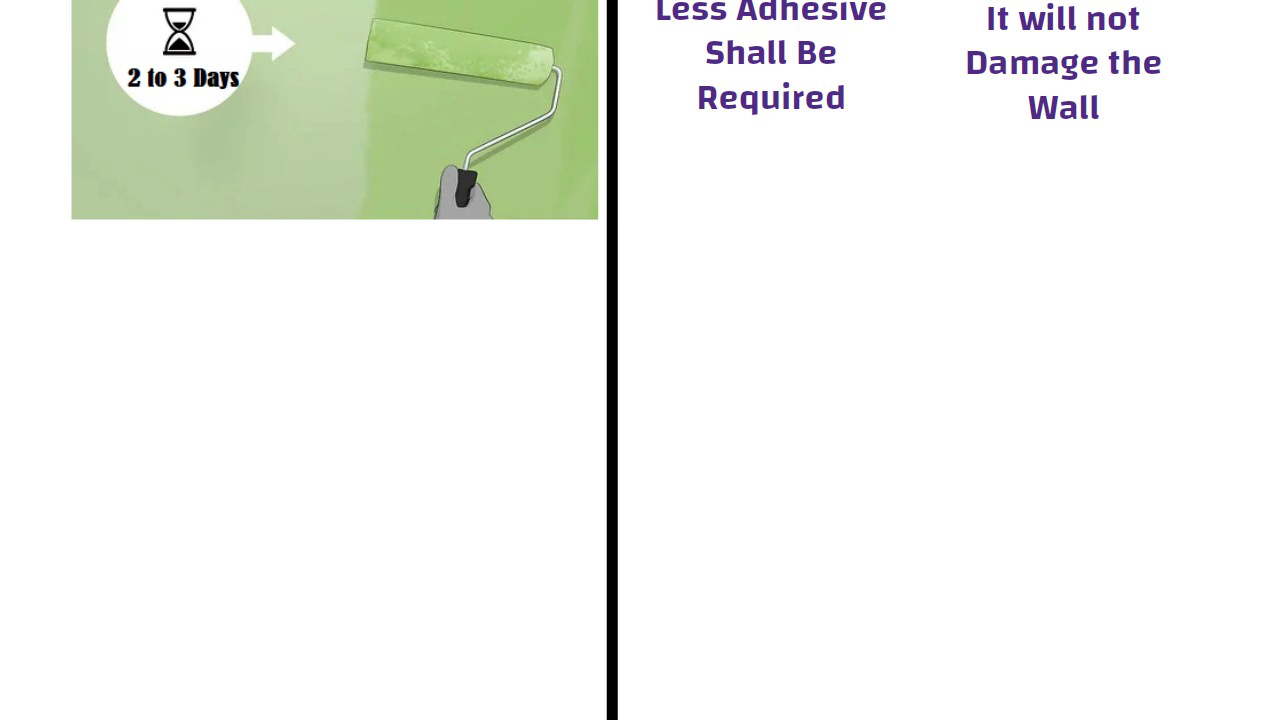 2 to 3 Days
Less Adhesive
Shall Be
Required
It will not
Damage the
Wall